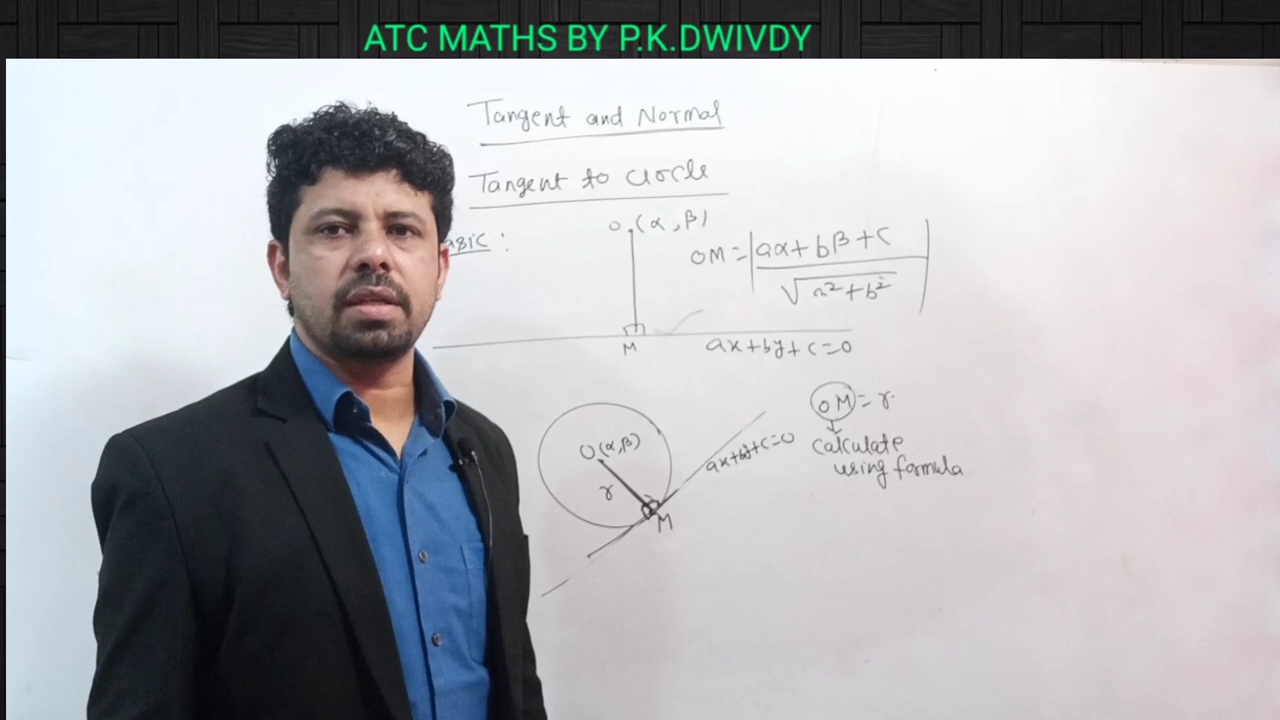 ATC MATHS BY P.K.DWIVDY
Tangent and Normal
Tangent to circle
O (α, β)
OM = |aα + bβ + c / √a² + b²|
M
ax + by + c = 0
O(α,β)
r
M
ax+by+c=0
OM = r
calculate
using formula